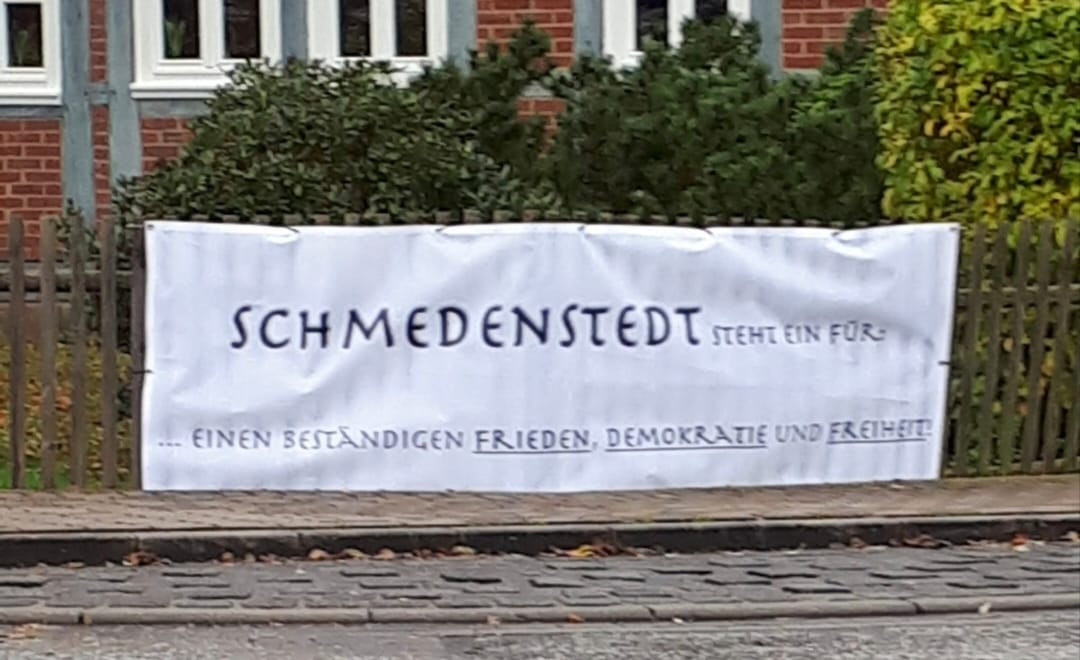 SCHMEDENSTEDT STEHT EIN FÜR:
... EINEN BESTÄNDIGEN FRIEDEN, DEMOKRATIE UND FREIHEIT!